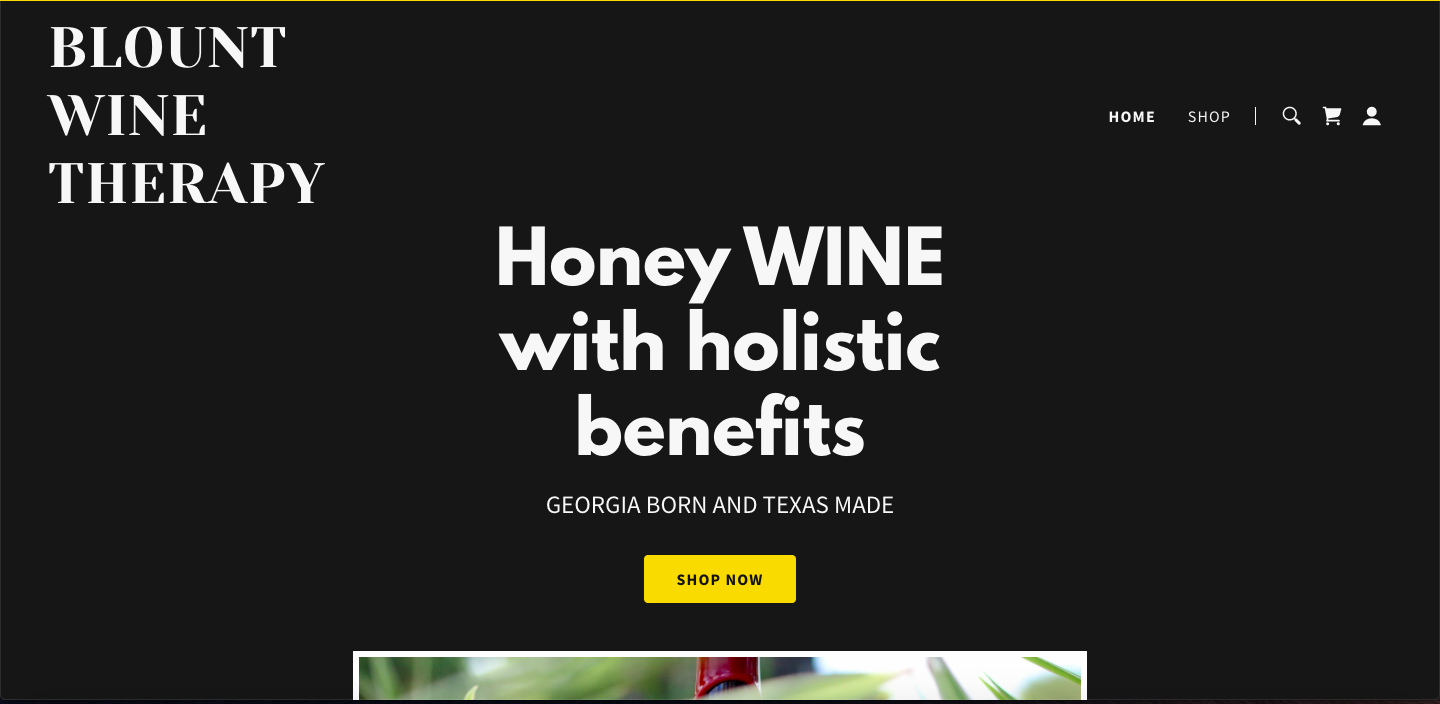 BLOUNT
WINE
THERAPY
HOME SHOP
Honey WINE
with holistic
benefits
GEORGIA BORN AND TEXAS MADE
SHOP NOW